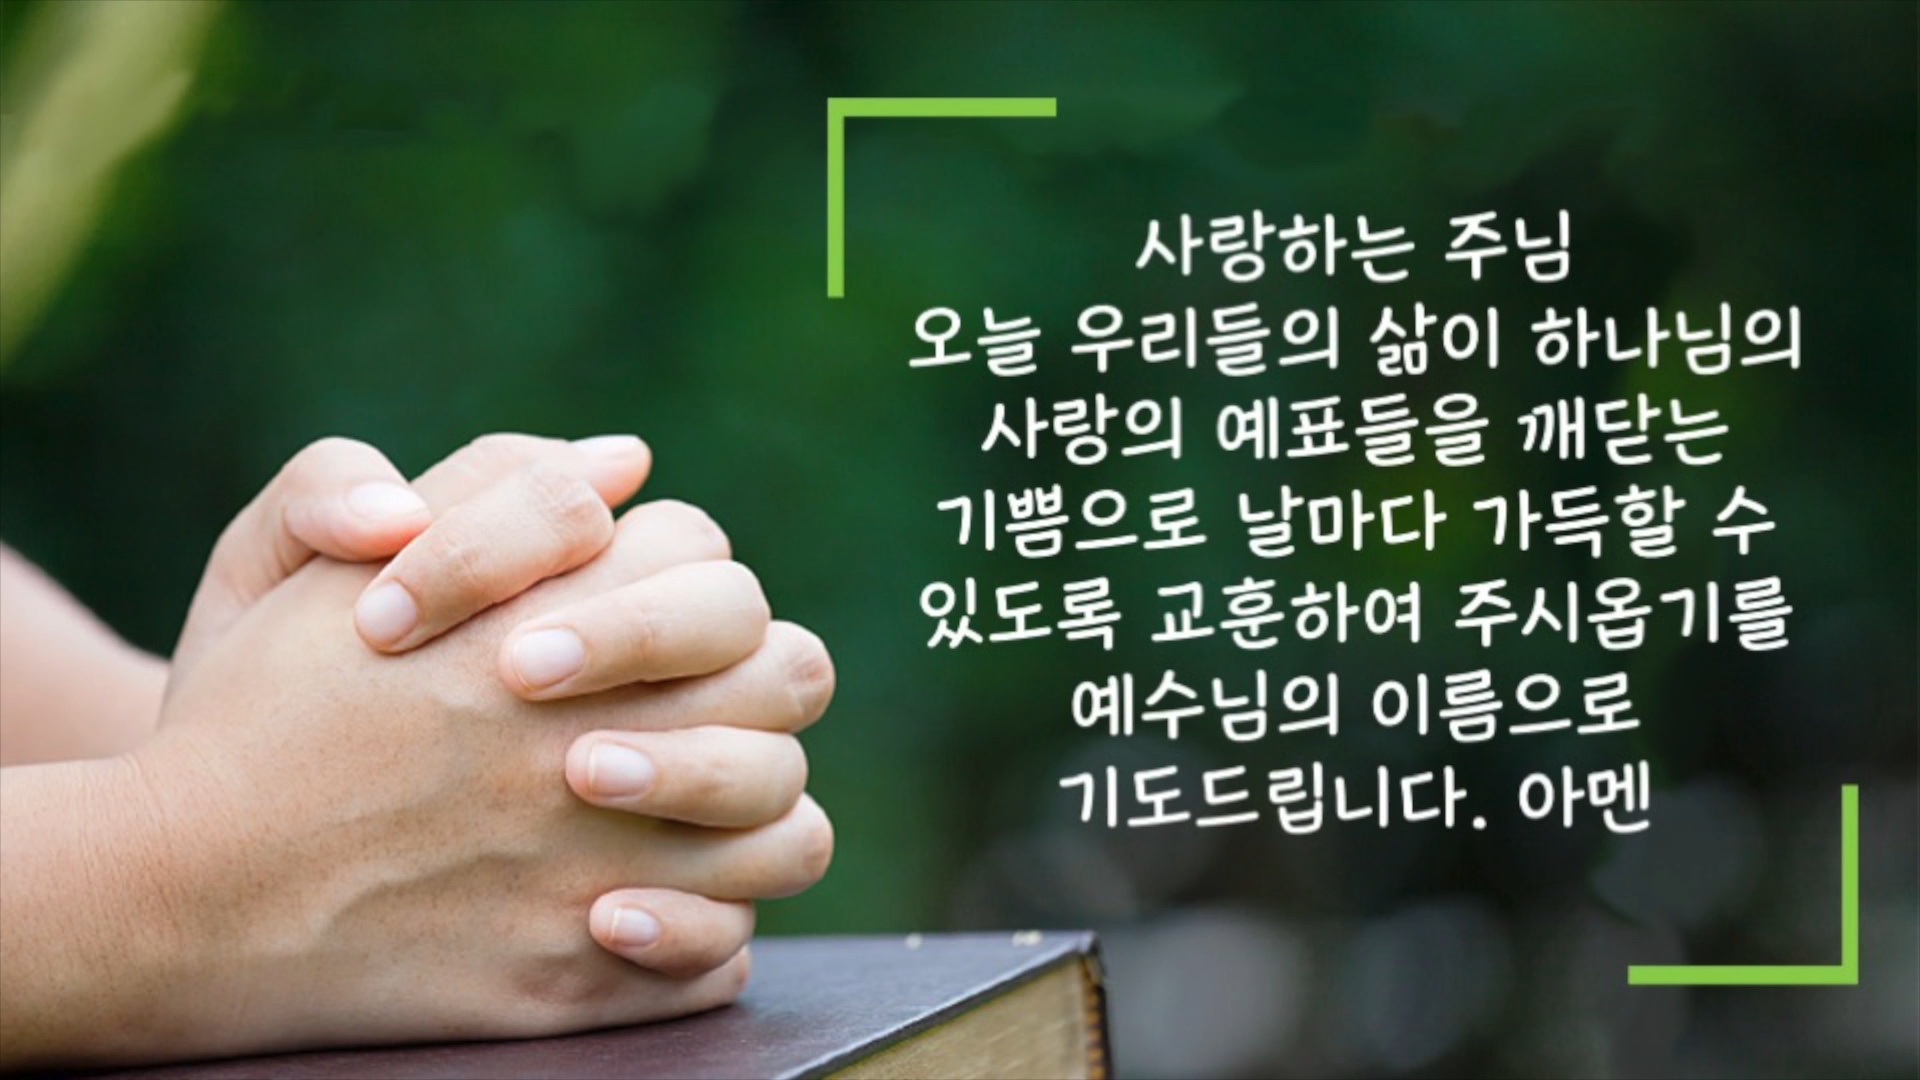 사랑하는 주님
오늘 우리들의 삶이 하나님의
사랑의 예표들을 깨닫는
기쁨으로 날마다 가득할 수
있도록 교훈하여 주시옵기를
예수님의 이름으로
기도드립니다. 아멘